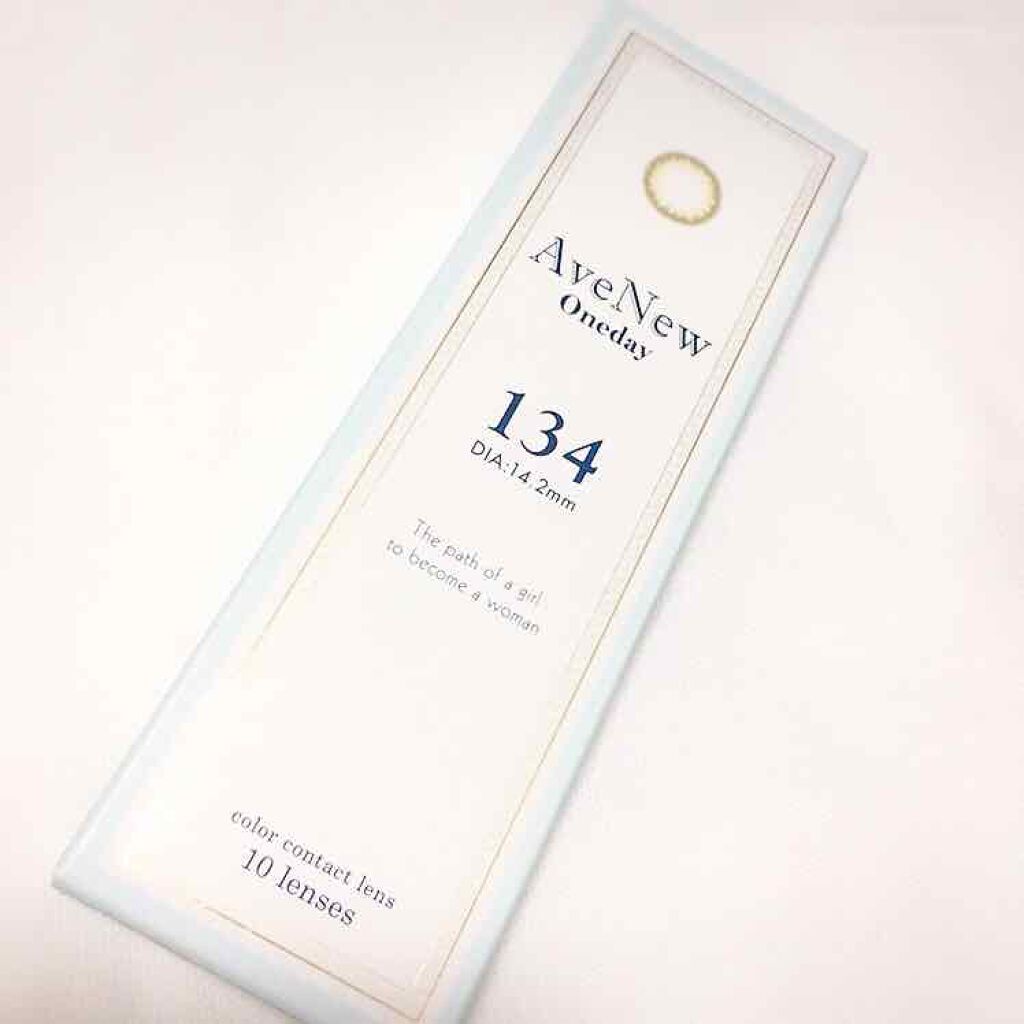 AveNew
Oneday
134
DIA:14.2mm
The path of a girl
to become a woman
color contact lens
10 lenses